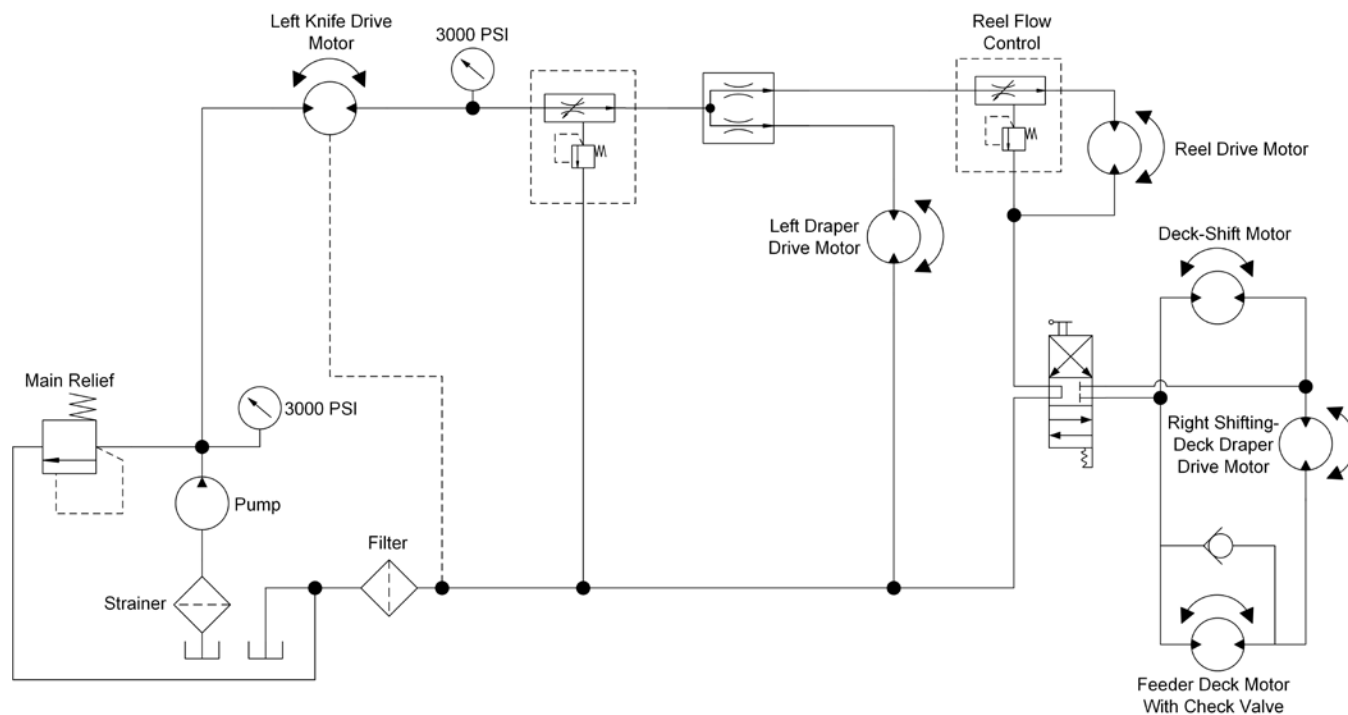 Left Knife Drive
Motor
3000 PSI
Reel Flow
Control
Reel Drive Motor
Left Draper
Drive Motor
Deck-Shift Motor
Main Relief
3000 PSI
Right Shifting-
Deck Draper
Drive Motor
Pump
Filter
Strainer
Feeder Deck Motor
With Check Valve